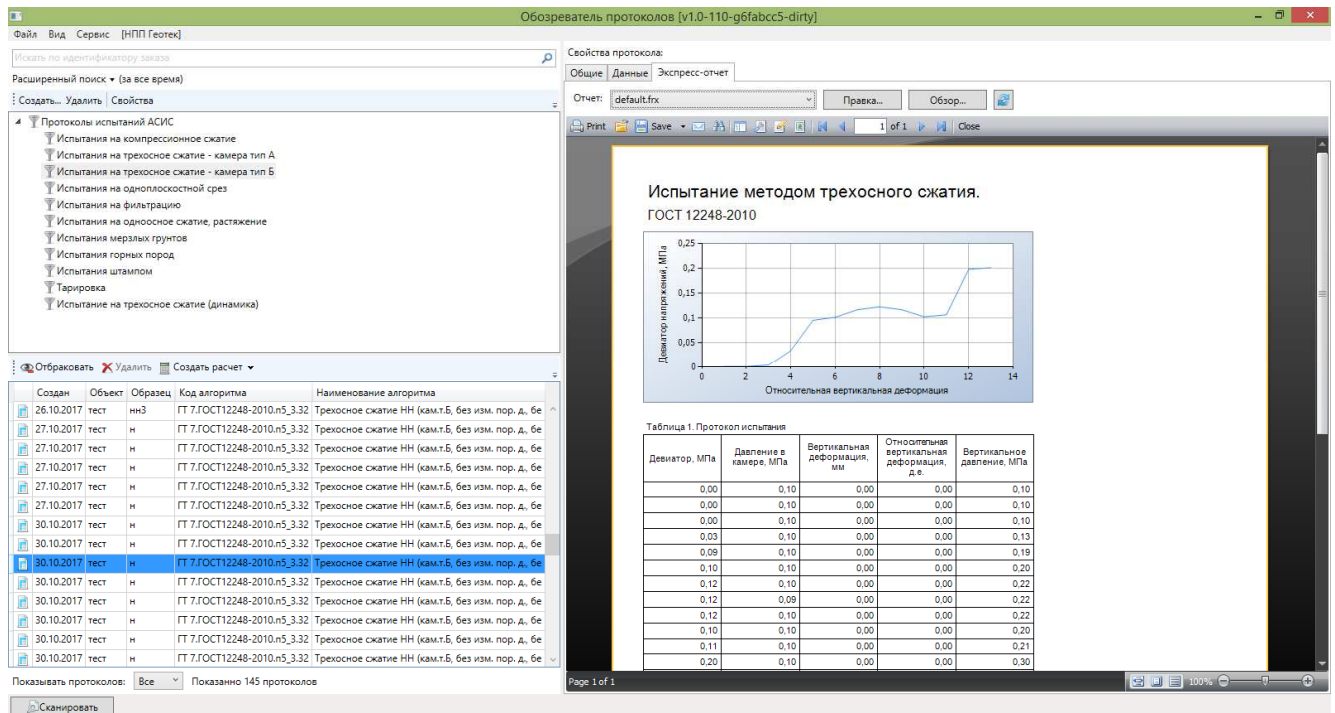 Обозреватель протоколов [v1.0-110-g6fabcc5-dirty]
Файл Вид Сервис [НПП Геотек]
Искать по идентификатору заказа
Расширенный поиск ▾ (за все время)
Создать... Удалить Свойства
Протоколы испытаний АСИС
Испытания на компрессионное сжатие
Испытания на трехосное сжатие - камера тип А
Испытания на трехосное сжатие - камера тип Б
Испытания на одноплоскостной срез
Испытания на фильтрацию
Испытания на одноосное сжатие, растяжение
Испытания мерзлых грунтов
Испытания горных пород
Испытания штампом
Тарировка
Испытание на трехосное сжатие (динамика)
Отбраковать Удалить Создать расчет
Создан Объект Образец Код алгоритма Наименование алгоритма
26.10.2017 тест нн3 ГТ 7.ГОСТ12248-2010.п5_3.32 Трехосное сжатие НН (кам.т.Б, без изм. пор. д., бе
27.10.2017 тест н ГТ 7.ГОСТ12248-2010.п5_3.32 Трехосное сжатие НН (кам.т.Б, без изм. пор. д., бе
27.10.2017 тест н ГТ 7.ГОСТ12248-2010.п5_3.32 Трехосное сжатие НН (кам.т.Б, без изм. пор. д., бе
27.10.2017 тест н ГТ 7.ГОСТ12248-2010.п5_3.32 Трехосное сжатие НН (кам.т.Б, без изм. пор. д., бе
27.10.2017 тест н ГТ 7.ГОСТ12248-2010.п5_3.32 Трехосное сжатие НН (кам.т.Б, без изм. пор. д., бе
27.10.2017 тест н ГТ 7.ГОСТ12248-2010.п5_3.32 Трехосное сжатие НН (кам.т.Б, без изм. пор. д., бе
30.10.2017 тест н ГТ 7.ГОСТ12248-2010.п5_3.32 Трехосное сжатие НН (кам.т.Б, без изм. пор. д., бе
30.10.2017 тест н ГТ 7.ГОСТ12248-2010.п5_3.32 Трехосное сжатие НН (кам.т.Б, без изм. пор. д., бе
30.10.2017 тест н ГТ 7.ГОСТ12248-2010.п5_3.32 Трехосное сжатие НН (кам.т.Б, без изм. пор. д., бе
30.10.2017 тест н ГТ 7.ГОСТ12248-2010.п5_3.32 Трехосное сжатие НН (кам.т.Б, без изм. пор. д., бе
30.10.2017 тест н ГТ 7.ГОСТ12248-2010.п5_3.32 Трехосное сжатие НН (кам.т.Б, без изм. пор. д., бе
30.10.2017 тест н ГТ 7.ГОСТ12248-2010.п5_3.32 Трехосное сжатие НН (кам.т.Б, без изм. пор. д., бе
30.10.2017 тест н ГТ 7.ГОСТ12248-2010.п5_3.32 Трехосное сжатие НН (кам.т.Б, без изм. пор. д., бе
30.10.2017 тест н ГТ 7.ГОСТ12248-2010.п5_3.32 Трехосное сжатие НН (кам.т.Б, без изм. пор. д., бе
Показывать протоколов: Все Показанно 145 протоколов
Сканировать
Свойства протокола:
Общие Данные Экспресс-отчет
Отчет: default.frx Правка... Обзор...
Print Save 1 of 1 Close
Испытание методом трехосного сжатия.
ГОСТ 12248-2010
Девиатор напряжений, МПа
0,25
0,2
0,15
0,1
0,05
0
0 2 4 6 8 10 12 14
Относительная вертикальная деформация
Таблица 1. Протокол испытания
Девиатор, МПа Давление в камере, МПа Вертикальная деформация, мм Относительная вертикальная деформация, д.е. Вертикальное давление, МПа
0,00 0,10 0,00 0,00 0,10
0,00 0,10 0,00 0,00 0,10
0,00 0,10 0,00 0,00 0,10
0,03 0,10 0,00 0,00 0,13
0,09 0,10 0,00 0,00 0,19
0,10 0,10 0,00 0,00 0,20
0,12 0,10 0,00 0,00 0,22
0,12 0,09 0,00 0,00 0,22
0,12 0,10 0,00 0,00 0,22
0,10 0,10 0,00 0,00 0,20
0,11 0,10 0,00 0,00 0,21
0,20 0,10 0,00 0,00 0,30
Page 1 of 1 100%